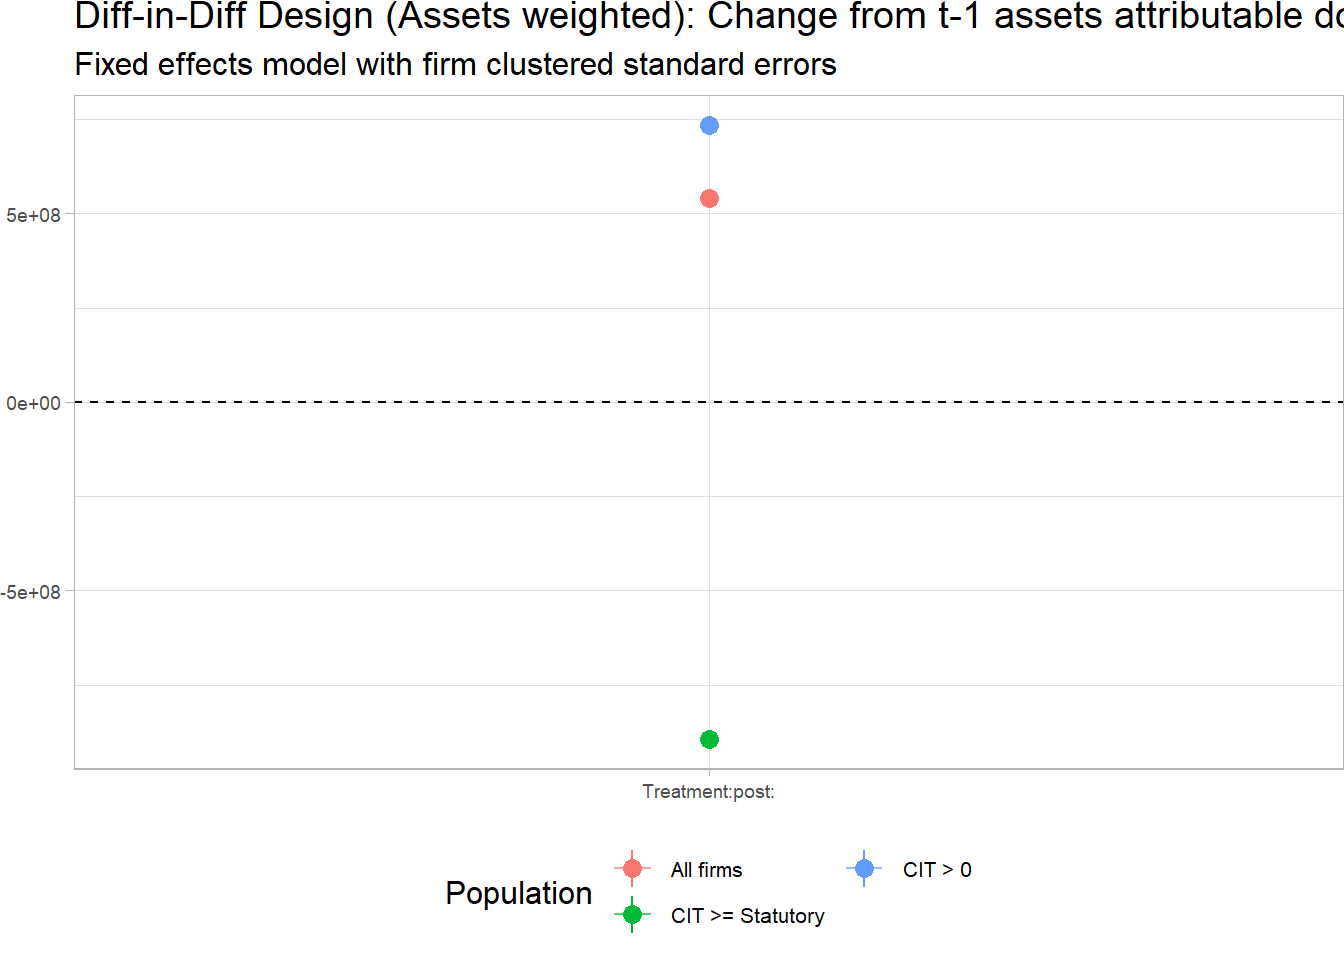 Diff-in-Diff Design (Assets weighted): Change from t-1 assets attributable
Fixed effects model with firm clustered standard errors
5e+08
0e+00
-5e+08
Treatment:post:
Population
All firms
CIT > 0
CIT >= Statutory